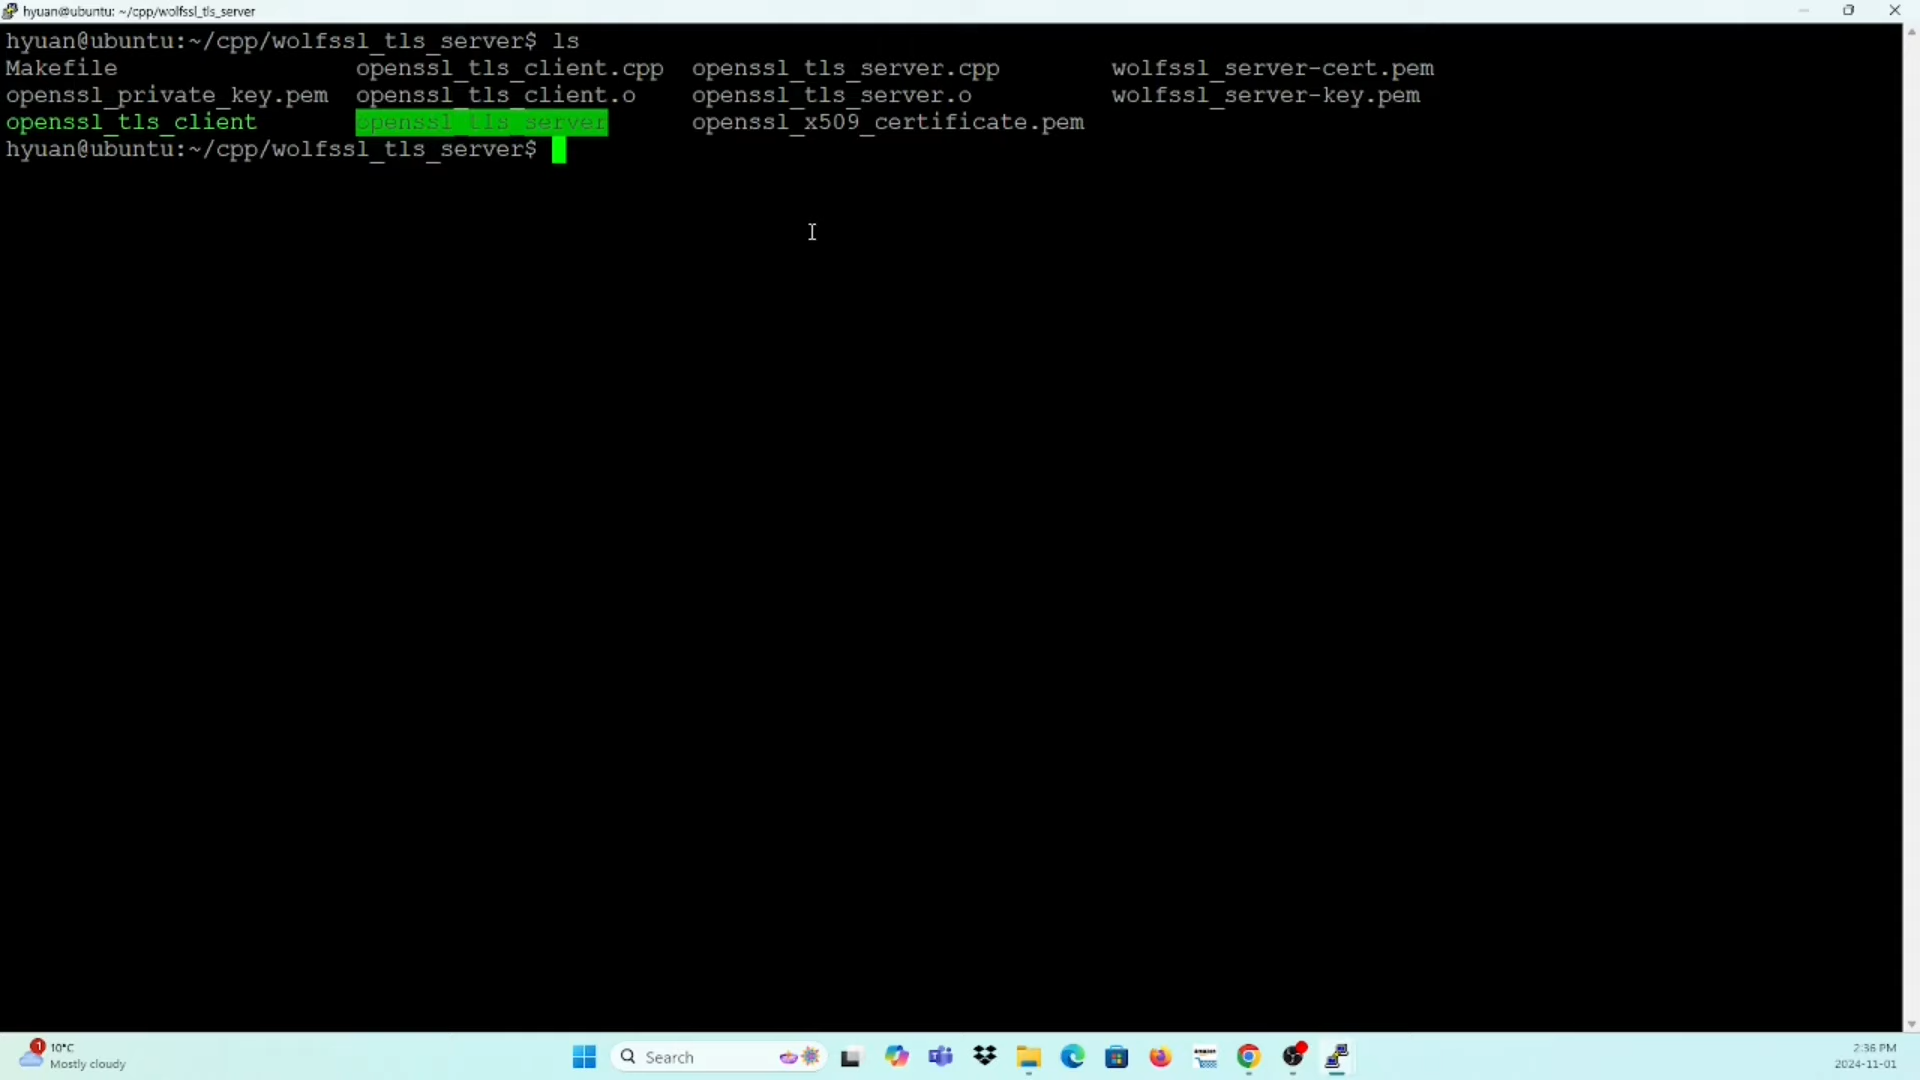 hyuan@ubuntu: ~/cpp/wolfssl_tls_server
hyuan@ubuntu:~/cpp/wolfssl_tls_server$ ls
Makefile openssl_tls_client.cpp openssl_tls_server.cpp wolfssl_server-cert.pem
openssl_private_key.pem openssl_tls_client.o openssl_tls_server.o wolfssl_server-key.pem
openssl_tls_client openssl_tls_server openssl_x509_certificate.pem
hyuan@ubuntu:~/cpp/wolfssl_tls_server$
1
10°C
Mostly cloudy
Search
amazon
2:36 PM
2024-11-01